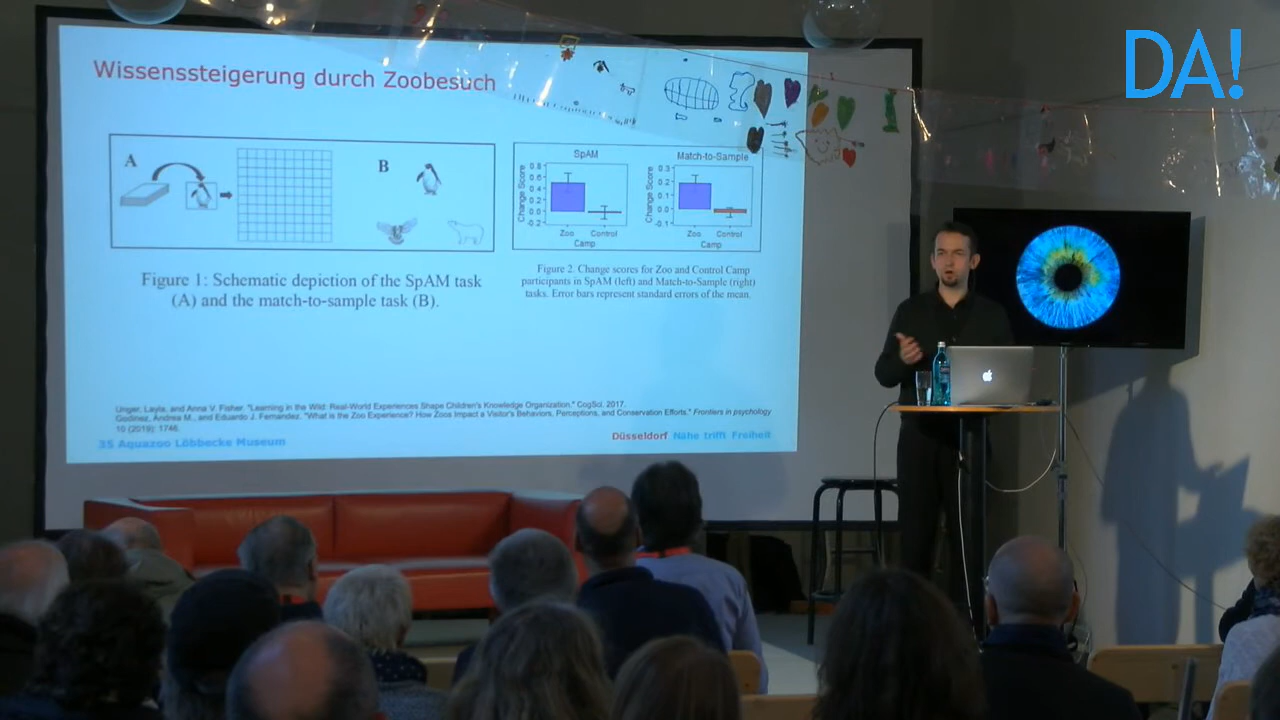 DA!
Wissenssteigerung durch Zoobesuch
A
B
Figure 1: Schematic depiction of the SpAM task
(A) and the match-to-sample task (B).
SpAM
Change Score
0.8
0.6
0.4
0.2
0.0
-0.2
Zoo Control
Camp
Match-to-Sample
Change Score
0.3
0.2
0.1
0.0
-0.1
Zoo Control
Camp
Figure 2. Change scores for Zoo and Control Camp
participants in SpAM (left) and Match-to-Sample (right)
tasks. Error bars represent standard errors of the mean.
Unger, Layla, and Anna V. Fisher. "Learning in the Wild: Real-World Experiences Shape Children's Knowledge Organization." CogSci. 2017.
Godinez, Andrea M., and Eduardo J. Fernandez. "What is the Zoo Experience? How Zoos Impact a Visitor's Behaviors, Perceptions, and Conservation Efforts." Frontiers in psychology
10 (2019): 1746.
35 Aquazoo Löbbecke Museum
Düsseldorf Nähe trifft Freiheit